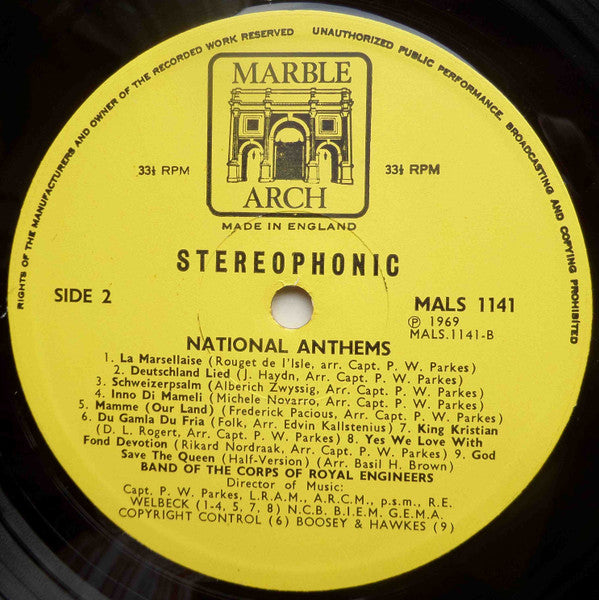 RIGHTS OF THE MANUFACTURERS AND OWNER OF THE RECORDED WORK RESERVED
UNAUTHORIZED PUBLIC PERFORMANCE, BROADCASTING AND COPYING PROHIBITED
MARBLE
ARCH
33⅓ RPM
33⅓ RPM
MADE IN ENGLAND
STEREOPHONIC
SIDE 2
MALS 1141
℗ 1969
MALS.1141-B
NATIONAL ANTHEMS
1. La Marsellaise (Rouget de l'Isle, arr. Capt. P. W. Parkes)
2. Deutschland Lied (J. Haydn, Arr. Capt. P. W. Parkes)
3. Schweizerpsalm (Alberich Zwyssig, Arr. Capt. P. W. Parkes)
4. Inno Di Mameli (Michele Novarro, Arr. Capt. P. W. Parkes)
5. Mamme (Our Land) (Frederick Pacious, Arr. Capt. P. W. Parkes)
6. Du Gamla Du Fria (Folk, Arr. Edvin Kallstenius) 7. King Kristian
(D. L. Rogert, Arr. Capt. P. W. Parkes) 8. Yes We Love With
Fond Devotion (Rikard Nordraak, Arr. Capt. P. W. Parkes) 9. God
Save The Queen (Half-Version) (Arr. Basil H. Brown)
BAND OF THE CORPS OF ROYAL ENGINEERS
Director of Music:
Capt. P. W. Parkes, L.R.A.M., A.R.C.M., p.s.m., R.E.
WELBECK (1-4, 5, 7, 8) N.C.B. B.I.E.M. G.E.M.A.
COPYRIGHT CONTROL (6) BOOSEY & HAWKES (9)